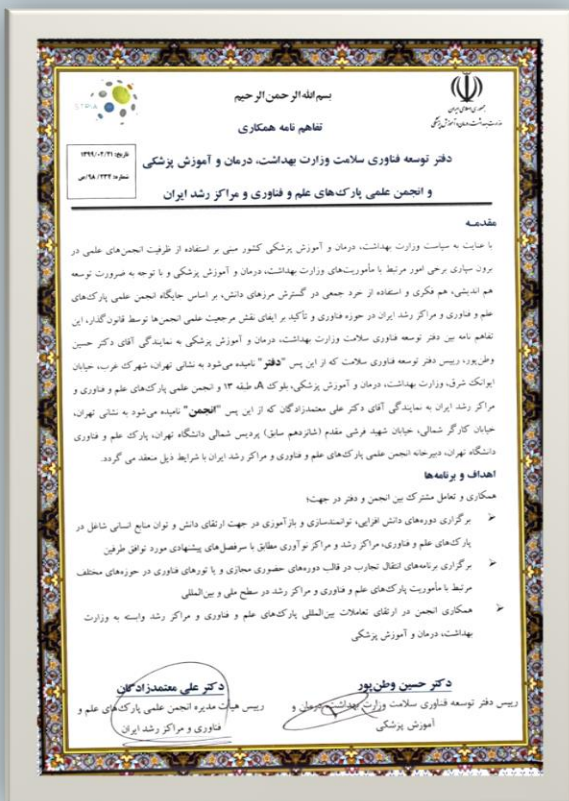 بسم‌الله الرحمن الرحیم
جمهوری اسلامی ایران
وزارت بهداشت، درمان و آموزش پزشکی
تفاهم نامه همکاری
دفتر توسعه فناوری سلامت وزارت بهداشت، درمان و آموزش پزشکی
و انجمن علمی پارک‌های علم و فناوری و مراکز رشد ایران
تاریخ: ۱۳۹۹/۰۲/۳۱
شماره: ۹۸/۲۳۲/ص
مقدمـه
با عنایت به سیاست وزارت بهداشت، درمان و آموزش پزشکی کشور مبنی بر استفاده از ظرفیت انجمن‌های علمی در
برون سپاری برخی امور مرتبط با مأموریت‌های وزارت بهداشت، درمان و آموزش پزشکی و با توجه به ضرورت توسعه
هم اندیشی، هم فکری و استفاده از خرد جمعی در گسترش مرزهای دانش، بر اساس جایگاه انجمن علمی پارک‌های
علم و فناوری و مراکز رشد ایران در حوزه فناوری و تأکید بر ایفای نقش مرجعیت علمی انجمن‌ها توسط قانون‌گذار، این
تفاهم نامه بین دفتر توسعه فناوری سلامت وزارت بهداشت، درمان و آموزش پزشکی به نمایندگی آقای دکتر حسین
وطن‌پور، رییس دفتر توسعه فناوری سلامت که از این پس "دفتر" نامیده می‌شود به نشانی تهران، شهرک غرب، خیابان
ایوانک شرق، وزارت بهداشت، درمان و آموزش پزشکی، بلوک A، طبقه ۱۳ و انجمن علمی پارک‌های علم و فناوری و
مراکز رشد ایران به نمایندگی آقای دکتر علی معتمدزادگان که از این پس "انجمن" نامیده می‌شود به نشانی تهران،
خیابان کارگر شمالی، خیابان شهید فرشی مقدم (شانزدهم سابق) پردیس شمالی دانشگاه تهران، پارک علم و فناوری
دانشگاه تهران، دبیرخانه انجمن علمی پارک‌های علم و فناوری و مراکز رشد ایران با شرایط ذیل منعقد می گردد.
اهداف و برنامه‌ها
همکاری و تعامل مشترک بین انجمن و دفتر در جهت؛
برگزاری دوره‌های دانش افزایی، توانمندسازی و بازآموزی در جهت ارتقای دانش و توان منابع انسانی شاغل در
پارک‌های علم و فناوری، مراکز رشد و مراکز نوآوری مطابق با سرفصل‌های پیشنهادی مورد توافق طرفین
برگزاری برنامه‌های انتقال تجارب در قالب دوره‌های حضوری مجازی و یا تورهای فناوری در حوزه‌های مختلف
مرتبط با مأموریت پارک‌های علم و فناوری و مراکز رشد در سطح ملی و بین‌المللی
همکاری انجمن در ارتقای تعاملات بین‌المللی پارک‌های علم و فناوری و مراکز رشد وابسته به وزارت
بهداشت، درمان و آموزش پزشکی
دکتر حسین وطن‌پور
رییس دفتر توسعه فناوری سلامت وزارت بهداشت، درمان و
آموزش پزشکی
دکتر علی معتمدزادگان
رییس هیأت مدیره انجمن علمی پارک‌های علم و
فناوری و مراکز رشد ایران